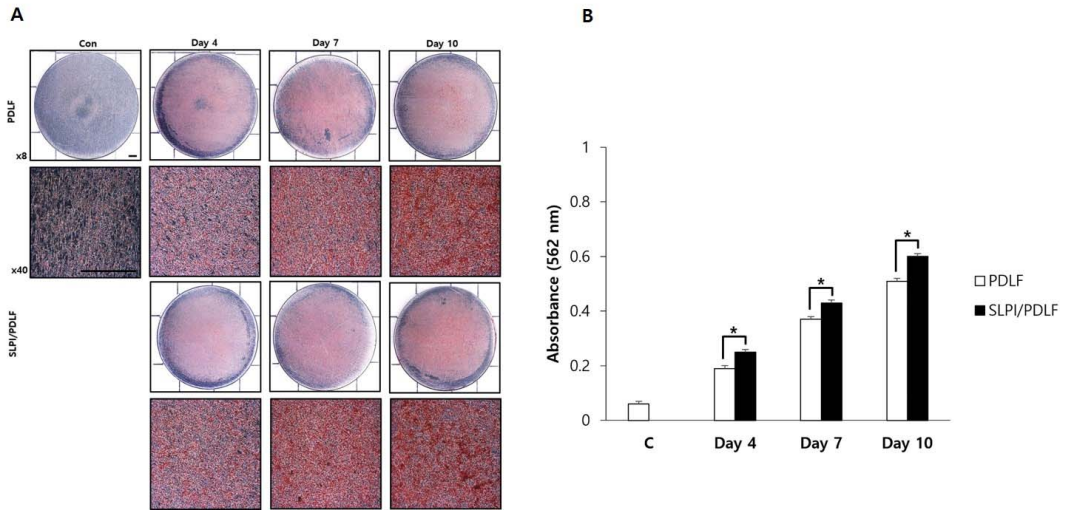 A
Con
Day 4
Day 7
Day 10
PDLF
x8
x40
SLPI/PDLF
B
Absorbance (562 nm)
1
0.8
0.6
0.4
0.2
0
*
*
*
C
Day 4
Day 7
Day 10
PDLF
SLPI/PDLF